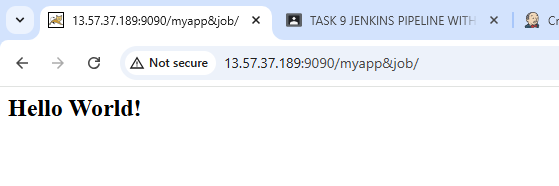 13.57.37.189:9090/myapp&job/
TASK 9 JENKINS PIPELINE WITH
Cr
Not secure
13.57.37.189:9090/myapp&job/
Hello World!